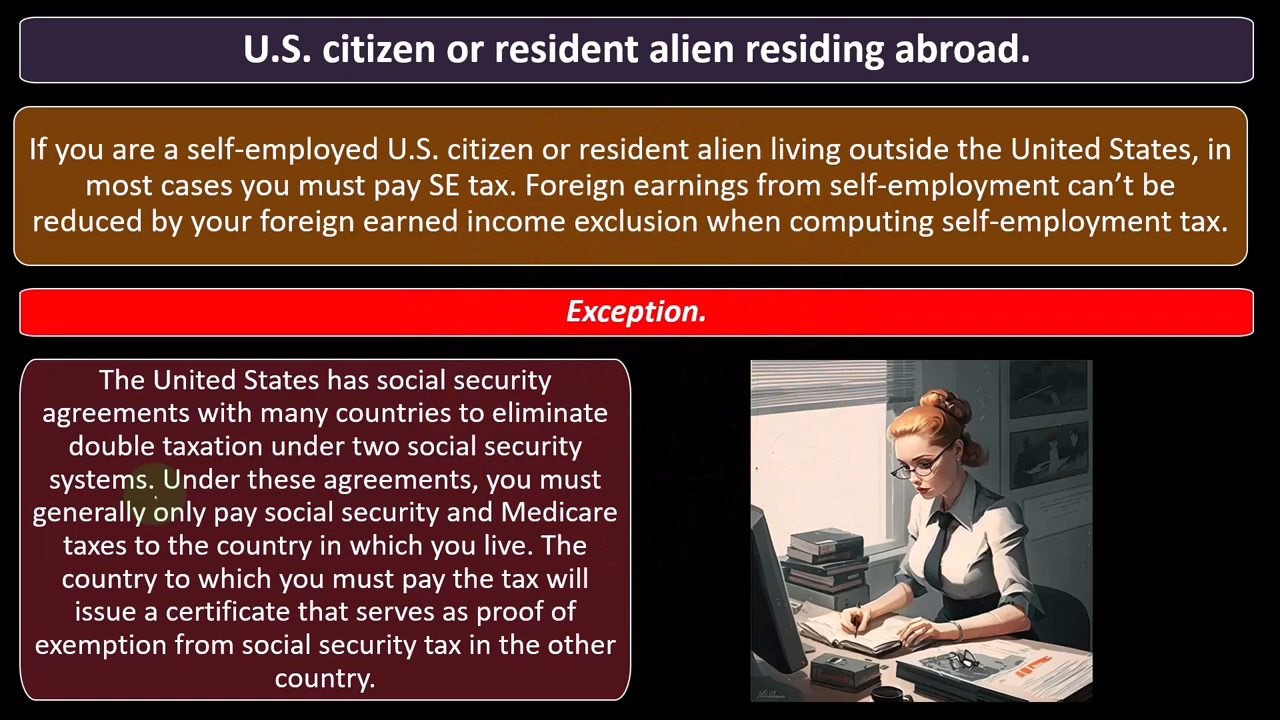 U.S. citizen or resident alien residing abroad.
If you are a self-employed U.S. citizen or resident alien living outside the United States, in
most cases you must pay SE tax. Foreign earnings from self-employment can’t be
reduced by your foreign earned income exclusion when computing self-employment tax.
Exception.
The United States has social security
agreements with many countries to eliminate
double taxation under two social security
systems. Under these agreements, you must
generally only pay social security and Medicare
taxes to the country in which you live. The
country to which you must pay the tax will
issue a certificate that serves as proof of
exemption from social security tax in the other
country.